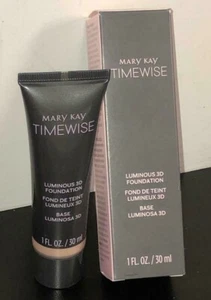 MARY KAY
TIMEWISE
LUMINOUS 3D
FOUNDATION
FOND DE TEINT
LUMINEUX 3D
BASE
LUMINOSA 3D
1 FL. OZ. / 30 ml
MARY KAY
TIMEWISE
LUMINOUS 3D
FOUNDATION
FOND DE TEINT
LUMINEUX 3D
BASE
LUMINOSA 3D
1 FL. OZ. / 30 ml